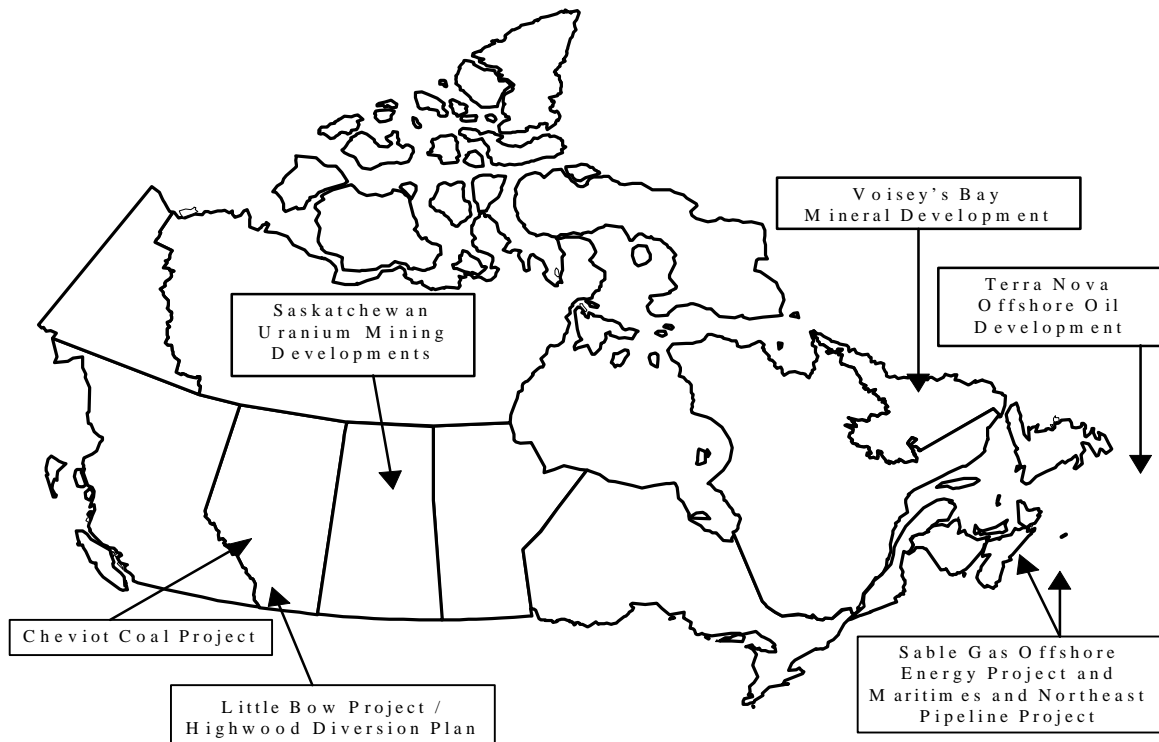 Voisey's Bay
Mineral Development
Terra Nova
Offshore Oil
Development
Saskatchewan
Uranium Mining
Developments
Cheviot Coal Project
Little Bow Project /
Highwood Diversion Plan
Sable Gas Offshore
Energy Project and
Maritimes and Northeast
Pipeline Project